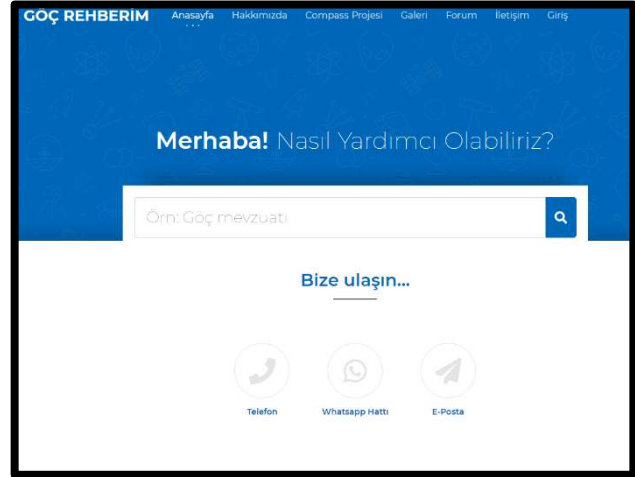 GÖÇ REHBERİM Anasayfa Hakkımızda Compass Projesi Galeri Forum İletişim Giriş
Merhaba! Nasıl Yardımcı Olabiliriz?
Örn: Göç mevzuatı
Bize ulaşın...
Telefon Whatsapp Hattı E-Posta